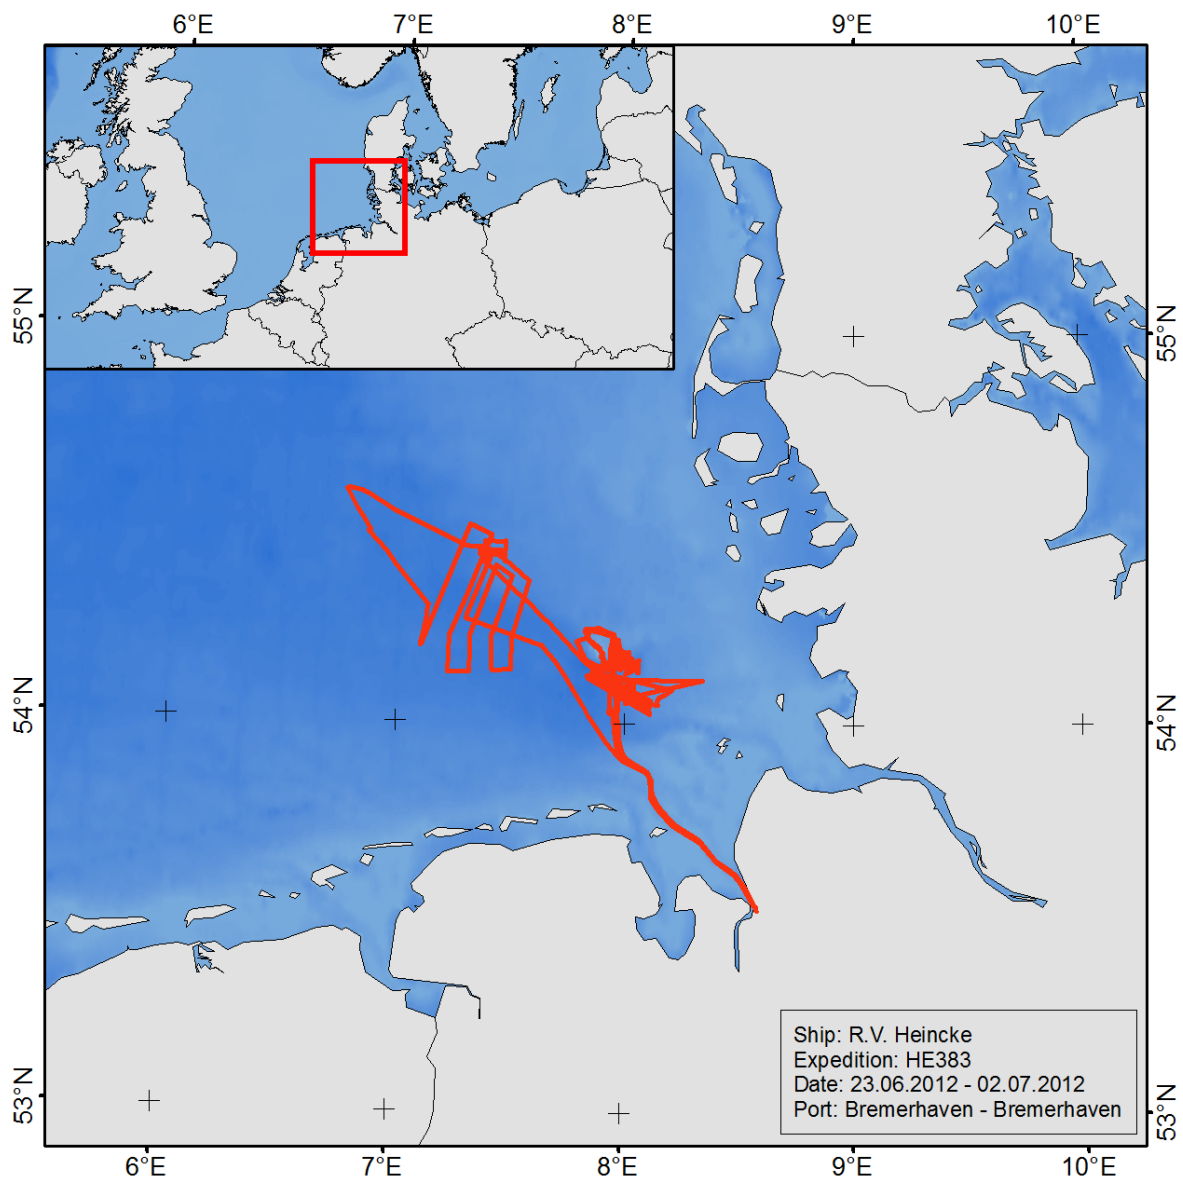 6°E 7°E 8°E 9°E 10°E
55°N 55°N
54°N 54°N
53°N 53°N
Ship: R.V. Heincke
Expedition: HE383
Date: 23.06.2012 - 02.07.2012
Port: Bremerhaven - Bremerhaven
6°E 7°E 8°E 9°E 10°E